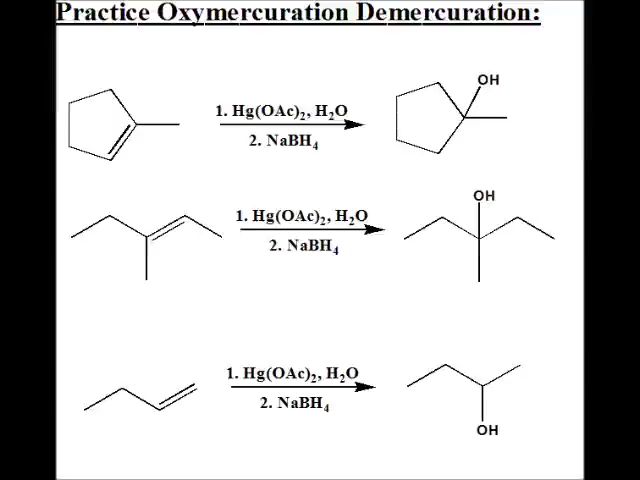 Practice Oxymercuration Demercuration:
OH
1. Hg(OAc)2, H2O
2. NaBH4
OH
1. Hg(OAc)2, H2O
2. NaBH4
1. Hg(OAc)2, H2O
2. NaBH4
OH